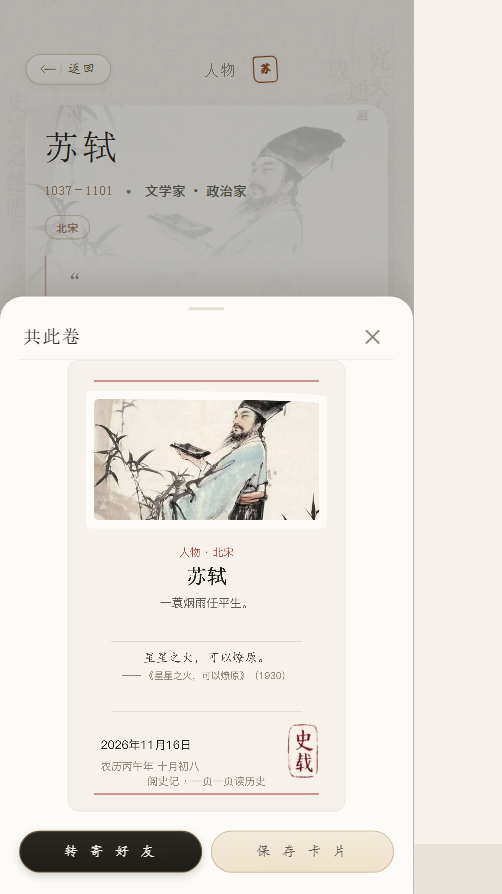 返回
人物
苏
苏轼
1037－1101 • 文学家・政治家
北宋
“
共此卷
人物 · 北宋
苏轼
一蓑烟雨任平生。
星星之火，可以燎原。
—— 《星星之火，可以燎原》（1930）
2026年11月16日
农历丙午年 十月初八
阅史记 · 一页一页读历史
史载
转寄好友
保存卡片